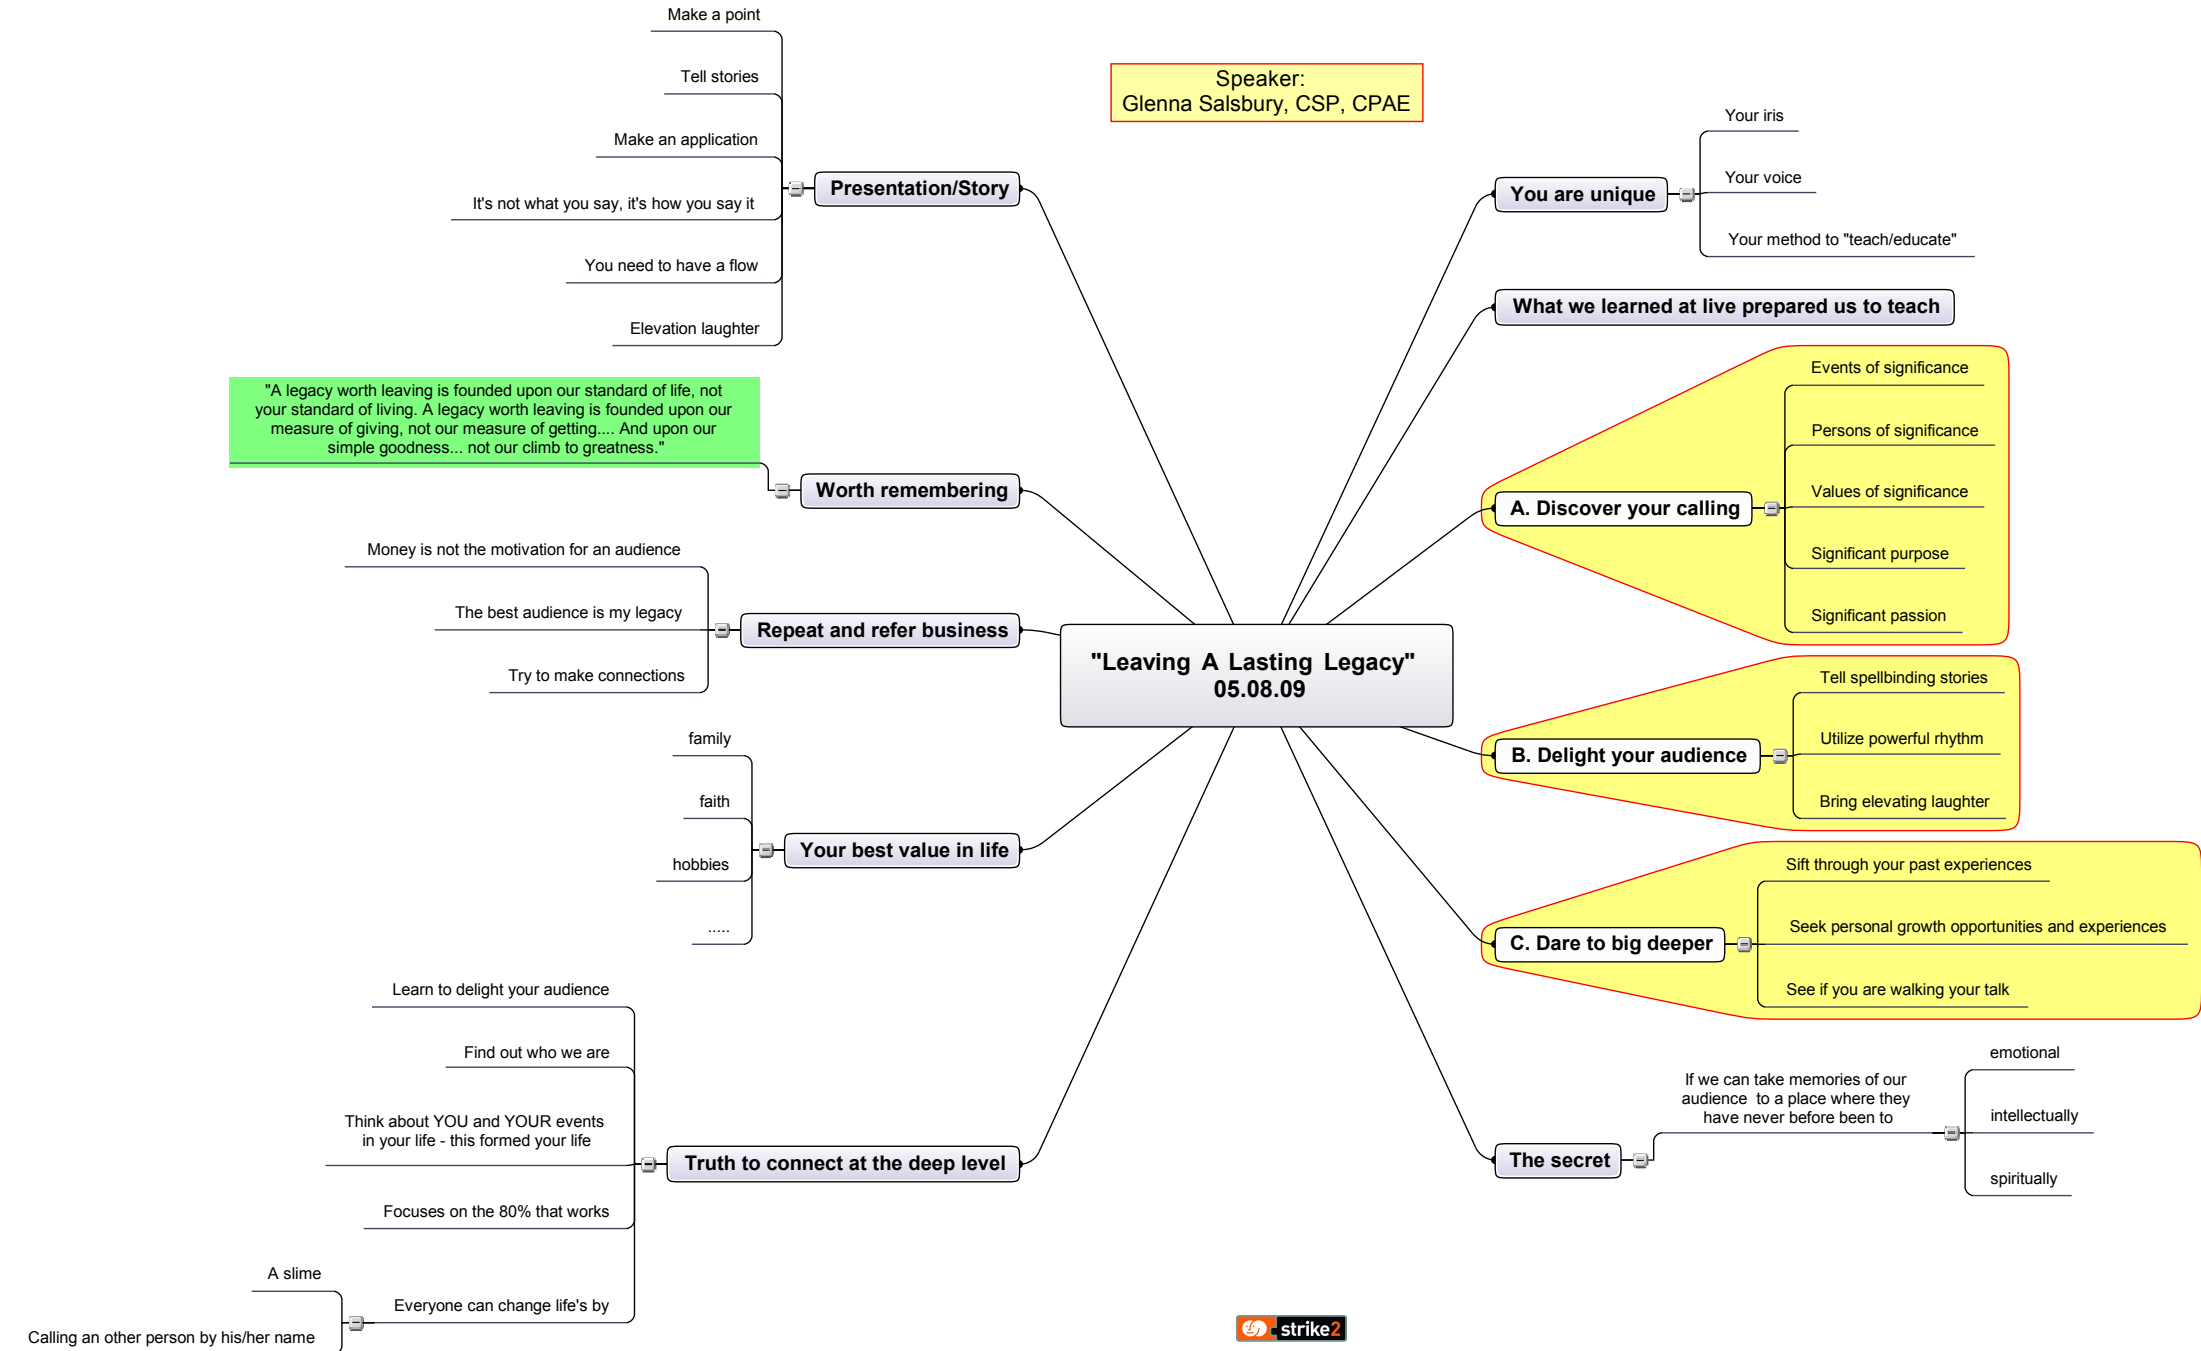 Speaker:
Glenna Salsbury, CSP, CPAE
"Leaving A Lasting Legacy"
05.08.09
You are unique
Your iris
Your voice
Your method to "teach/educate"
What we learned at live prepared us to teach
A. Discover your calling
Events of significance
Persons of significance
Values of significance
Significant purpose
Significant passion
B. Delight your audience
Tell spellbinding stories
Utilize powerful rhythm
Bring elevating laughter
C. Dare to big deeper
Sift through your past experiences
Seek personal growth opportunities and experiences
See if you are walking your talk
The secret
If we can take memories of our
audience to a place where they
have never before been to
emotional
intellectually
spiritually
Presentation/Story
Make a point
Tell stories
Make an application
It's not what you say, it's how you say it
You need to have a flow
Elevation laughter
Worth remembering
"A legacy worth leaving is founded upon our standard of life, not
your standard of living. A legacy worth leaving is founded upon our
measure of giving, not our measure of getting.... And upon our
simple goodness... not our climb to greatness."
Repeat and refer business
Money is not the motivation for an audience
The best audience is my legacy
Try to make connections
Your best value in life
family
faith
hobbies
.....
Truth to connect at the deep level
Learn to delight your audience
Find out who we are
Think about YOU and YOUR events
in your life - this formed your life
Focuses on the 80% that works
Everyone can change life's by
A slime
Calling an other person by his/her name
strike2